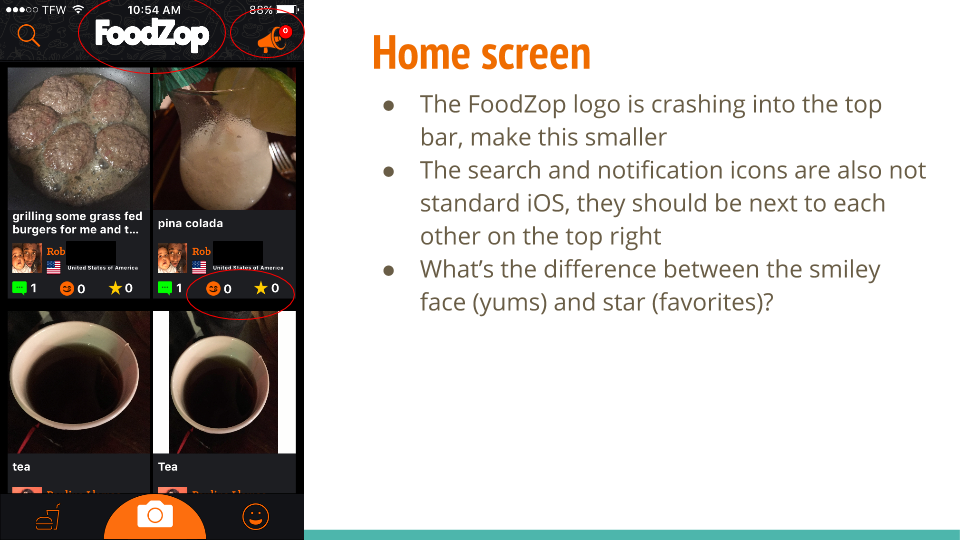 TFW 10:54 AM 88%
FoodZop
0
grilling some grass fed
burgers for me and t...
Rob
United States of America
1 0 0
pina colada
Rob
United States of America
1 0 0
tea
Tea
Home screen
● The FoodZop logo is crashing into the top
bar, make this smaller
● The search and notification icons are also not
standard iOS, they should be next to each
other on the top right
● What’s the difference between the smiley
face (yums) and star (favorites)?